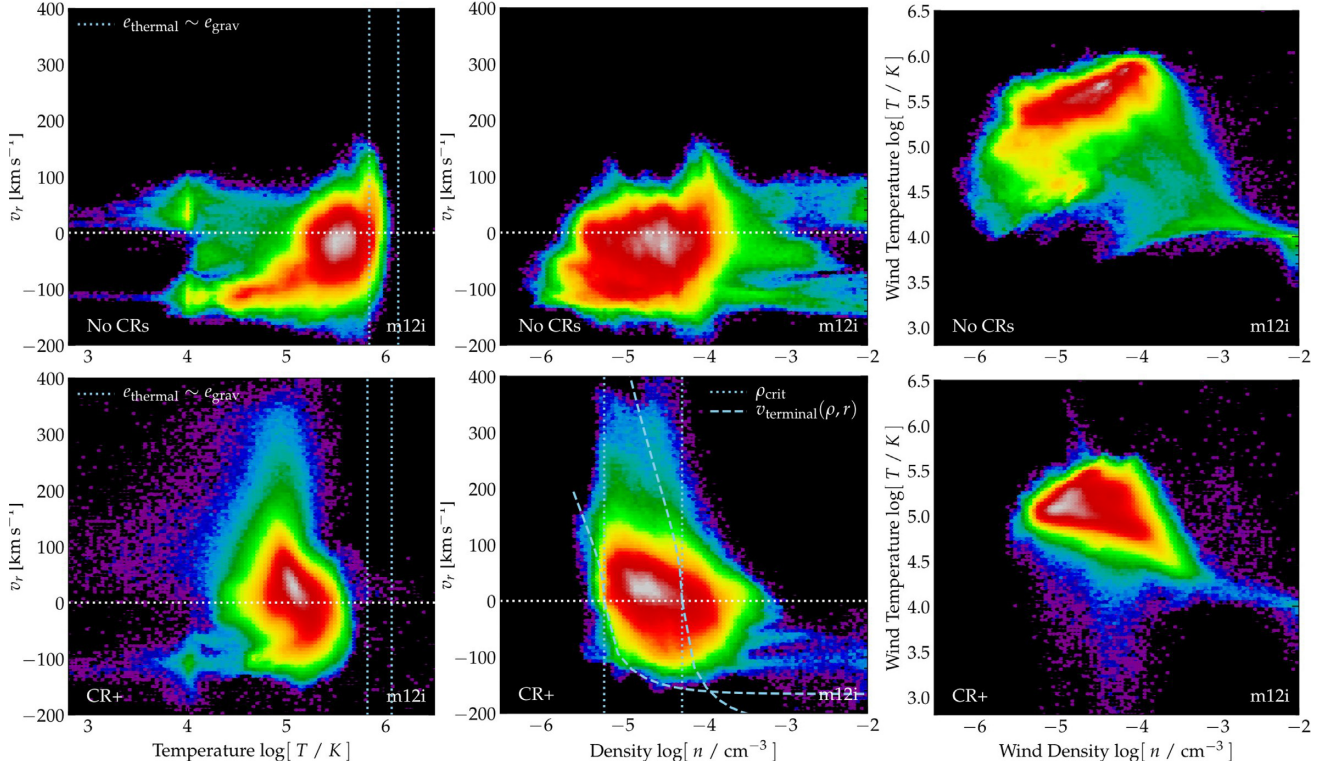 400
300
200
100
0
−100
−200
v_r [km s⁻¹]
e_thermal ∼ e_grav
No CRs
m12i
3 4 5 6
400
300
200
100
0
−100
−200
v_r [km s⁻¹]
No CRs
m12i
−6 −5 −4 −3 −2
6.5
6.0
5.5
5.0
4.5
4.0
3.5
3.0
Wind Temperature log[ T / K ]
No CRs
m12i
−6 −5 −4 −3 −2
400
300
200
100
0
−100
−200
v_r [km s⁻¹]
e_thermal ∼ e_grav
CR+
m12i
3 4 5 6
Temperature log[ T / K ]
400
300
200
100
0
−100
−200
v_r [km s⁻¹]
ρ_crit
v_terminal(ρ, r)
CR+
m12i
−6 −5 −4 −3 −2
Density log[ n / cm⁻³ ]
6.5
6.0
5.5
5.0
4.5
4.0
3.5
3.0
Wind Temperature log[ T / K ]
CR+
m12i
−6 −5 −4 −3 −2
Wind Density log[ n / cm⁻³ ]